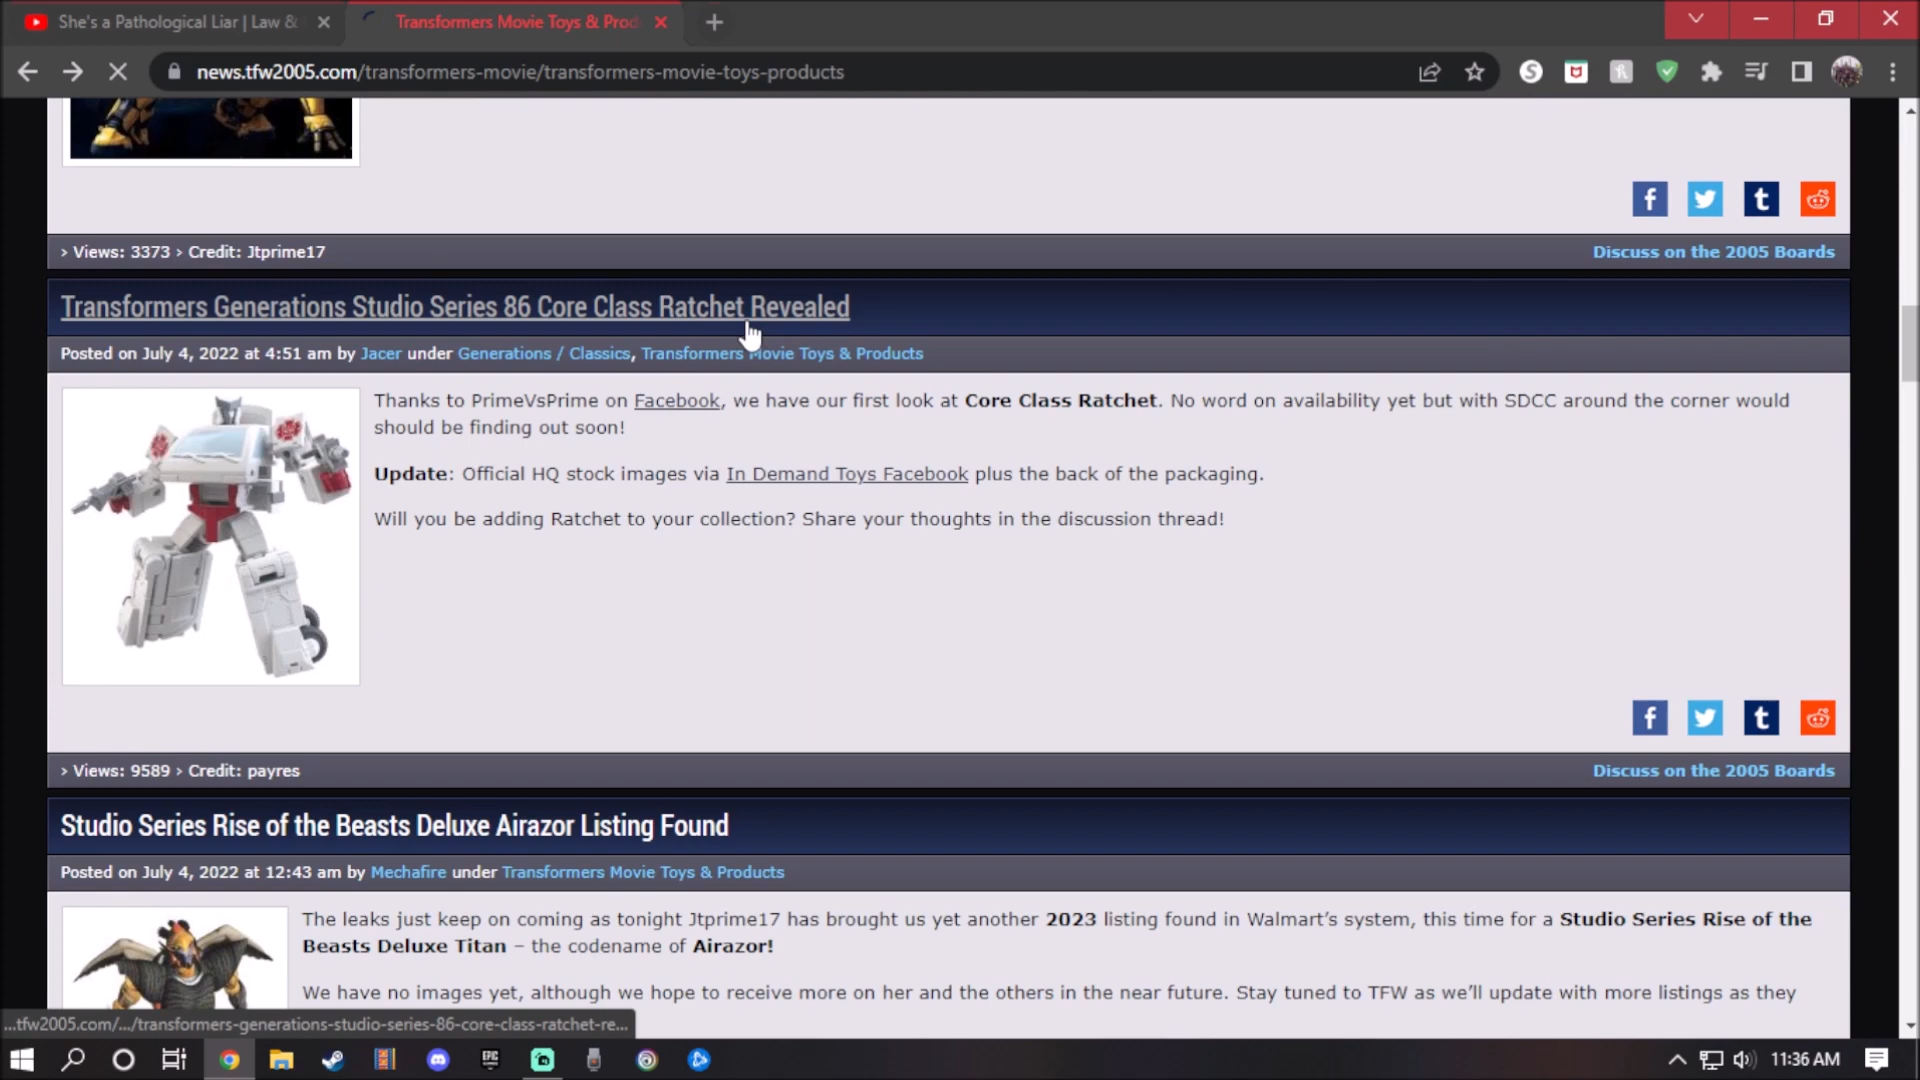 She's a Pathological Liar | Law &
Transformers Movie Toys & Prod
news.tfw2005.com/transformers-movie/transformers-movie-toys-products
› Views: 3373 › Credit: Jtprime17
Discuss on the 2005 Boards
Transformers Generations Studio Series 86 Core Class Ratchet Revealed
Posted on July 4, 2022 at 4:51 am by Jacer under Generations / Classics, Transformers Movie Toys & Products
Thanks to PrimeVsPrime on Facebook, we have our first look at Core Class Ratchet. No word on availability yet but with SDCC around the corner would
should be finding out soon!
Update: Official HQ stock images via In Demand Toys Facebook plus the back of the packaging.
Will you be adding Ratchet to your collection? Share your thoughts in the discussion thread!
› Views: 9589 › Credit: payres
Discuss on the 2005 Boards
Studio Series Rise of the Beasts Deluxe Airazor Listing Found
Posted on July 4, 2022 at 12:43 am by Mechafire under Transformers Movie Toys & Products
The leaks just keep on coming as tonight Jtprime17 has brought us yet another 2023 listing found in Walmart's system, this time for a Studio Series Rise of the
Beasts Deluxe Titan – the codename of Airazor!
We have no images yet, although we hope to receive more on her and the others in the near future. Stay tuned to TFW as we'll update with more listings as they
...tfw2005.com/.../transformers-generations-studio-series-86-core-class-ratchet-re...
EPIC
11:36 AM